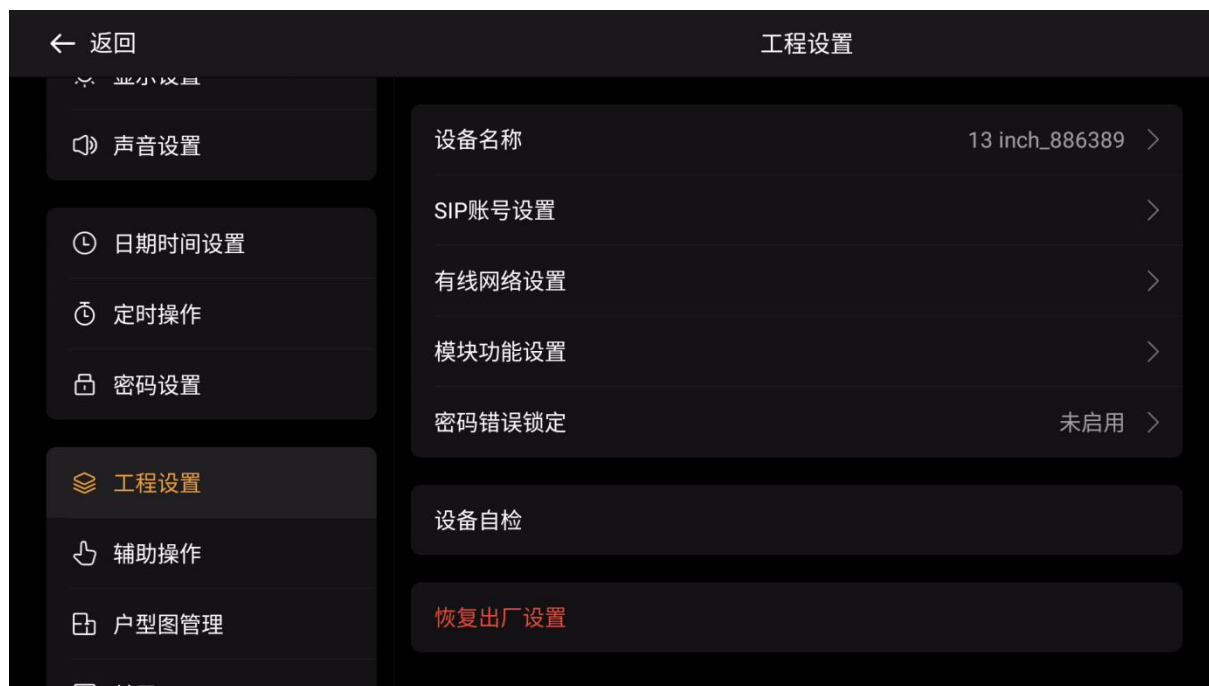 返回
工程设置
显示设置
声音设置
日期时间设置
定时操作
密码设置
工程设置
辅助操作
户型图管理
设备名称 13 inch_886389
SIP账号设置
有线网络设置
模块功能设置
密码错误锁定 未启用
设备自检
恢复出厂设置